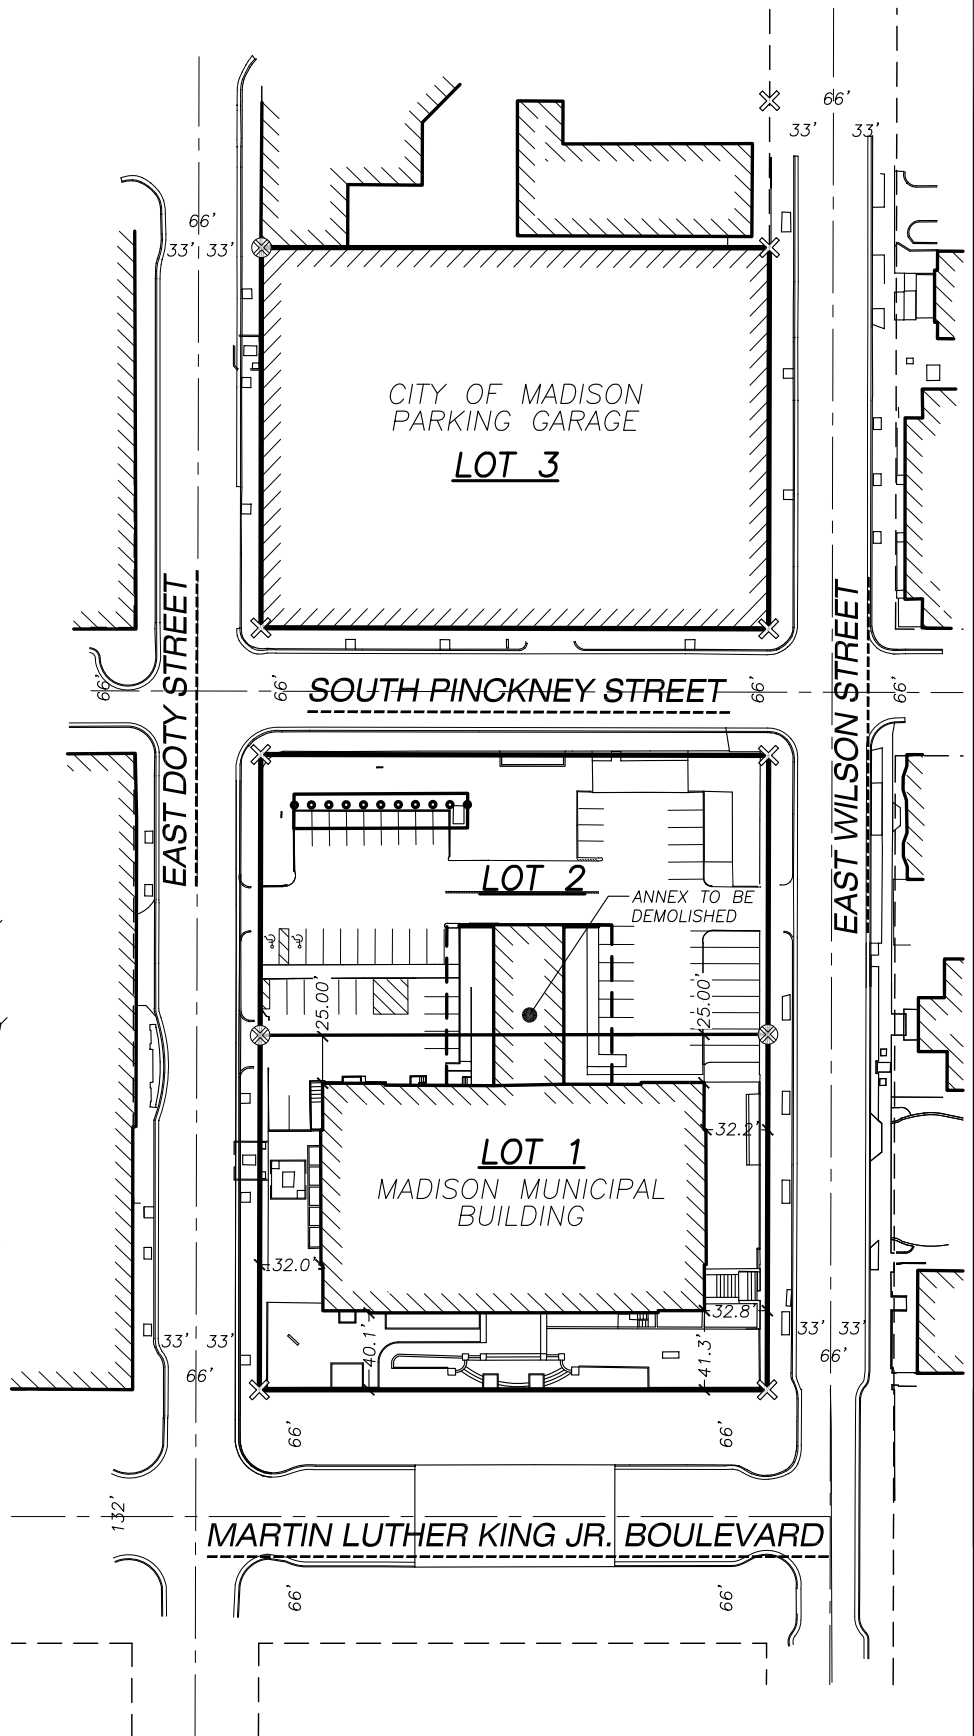 66'
33' 33'
66'
33' 33'
CITY OF MADISON
PARKING GARAGE
LOT 3
EAST DOTY STREET
EAST WILSON STREET
66'
66'
SOUTH PINCKNEY STREET
66'
66'
LOT 2
ANNEX TO BE
DEMOLISHED
25.00'
25.00'
32.2'
LOT 1
MADISON MUNICIPAL
BUILDING
32.0'
32.8'
33' 33'
66'
40.1'
41.3'
33' 33'
66'
66'
66'
132'
MARTIN LUTHER KING JR. BOULEVARD
66'
66'